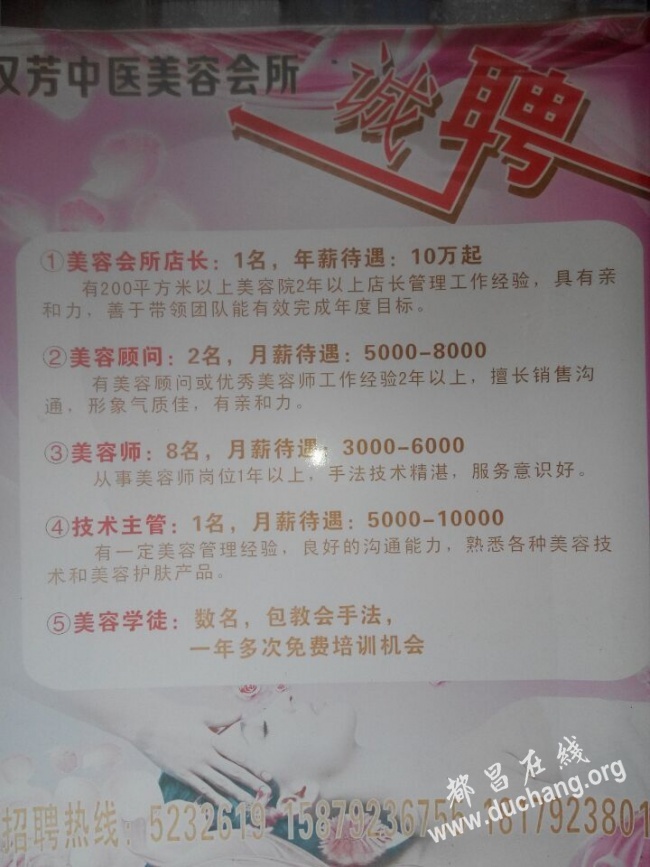 汉芳中医美容会所
诚聘
①美容会所店长：1名，年薪待遇：10万起
有200平方米以上美容院2年以上店长管理工作经验，具有亲
和力，善于带领团队能有效完成年度目标。
②美容顾问：2名，月薪待遇：5000-8000
有美容顾问或优秀美容师工作经验2年以上，擅长销售沟
通，形象气质佳，有亲和力。
③美容师：8名，月薪待遇：3000-6000
从事美容师岗位1年以上，手法技术精湛，服务意识好。
④技术主管：1名，月薪待遇：5000-10000
有一定美容管理经验，良好的沟通能力，熟悉各种美容技
术和美容护肤产品。
⑤美容学徒：数名，包教会手法，
一年多次免费培训机会
都昌在线
www.duchang.org
招聘热线：5232619 15879236756 1817923801